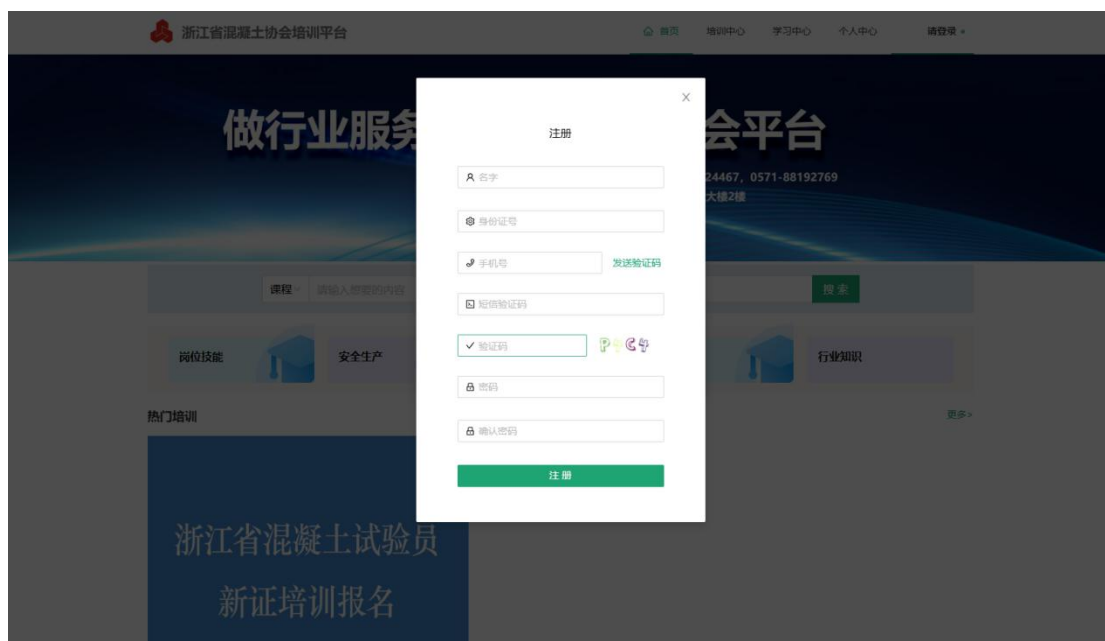 浙江省混凝土协会培训平台
首页 培训中心 学习中心 个人中心 请登录
做行业服务 会平台
24467，0571-88192769
大楼2楼
X
注册
名字
身份证号
手机号 发送验证码
短信验证码
验证码
密码
确认密码
注册
课程 请输入想要的内容 搜索
岗位技能 安全生产 行业知识
热门培训 更多>
浙江省混凝土试验员
新证培训报名